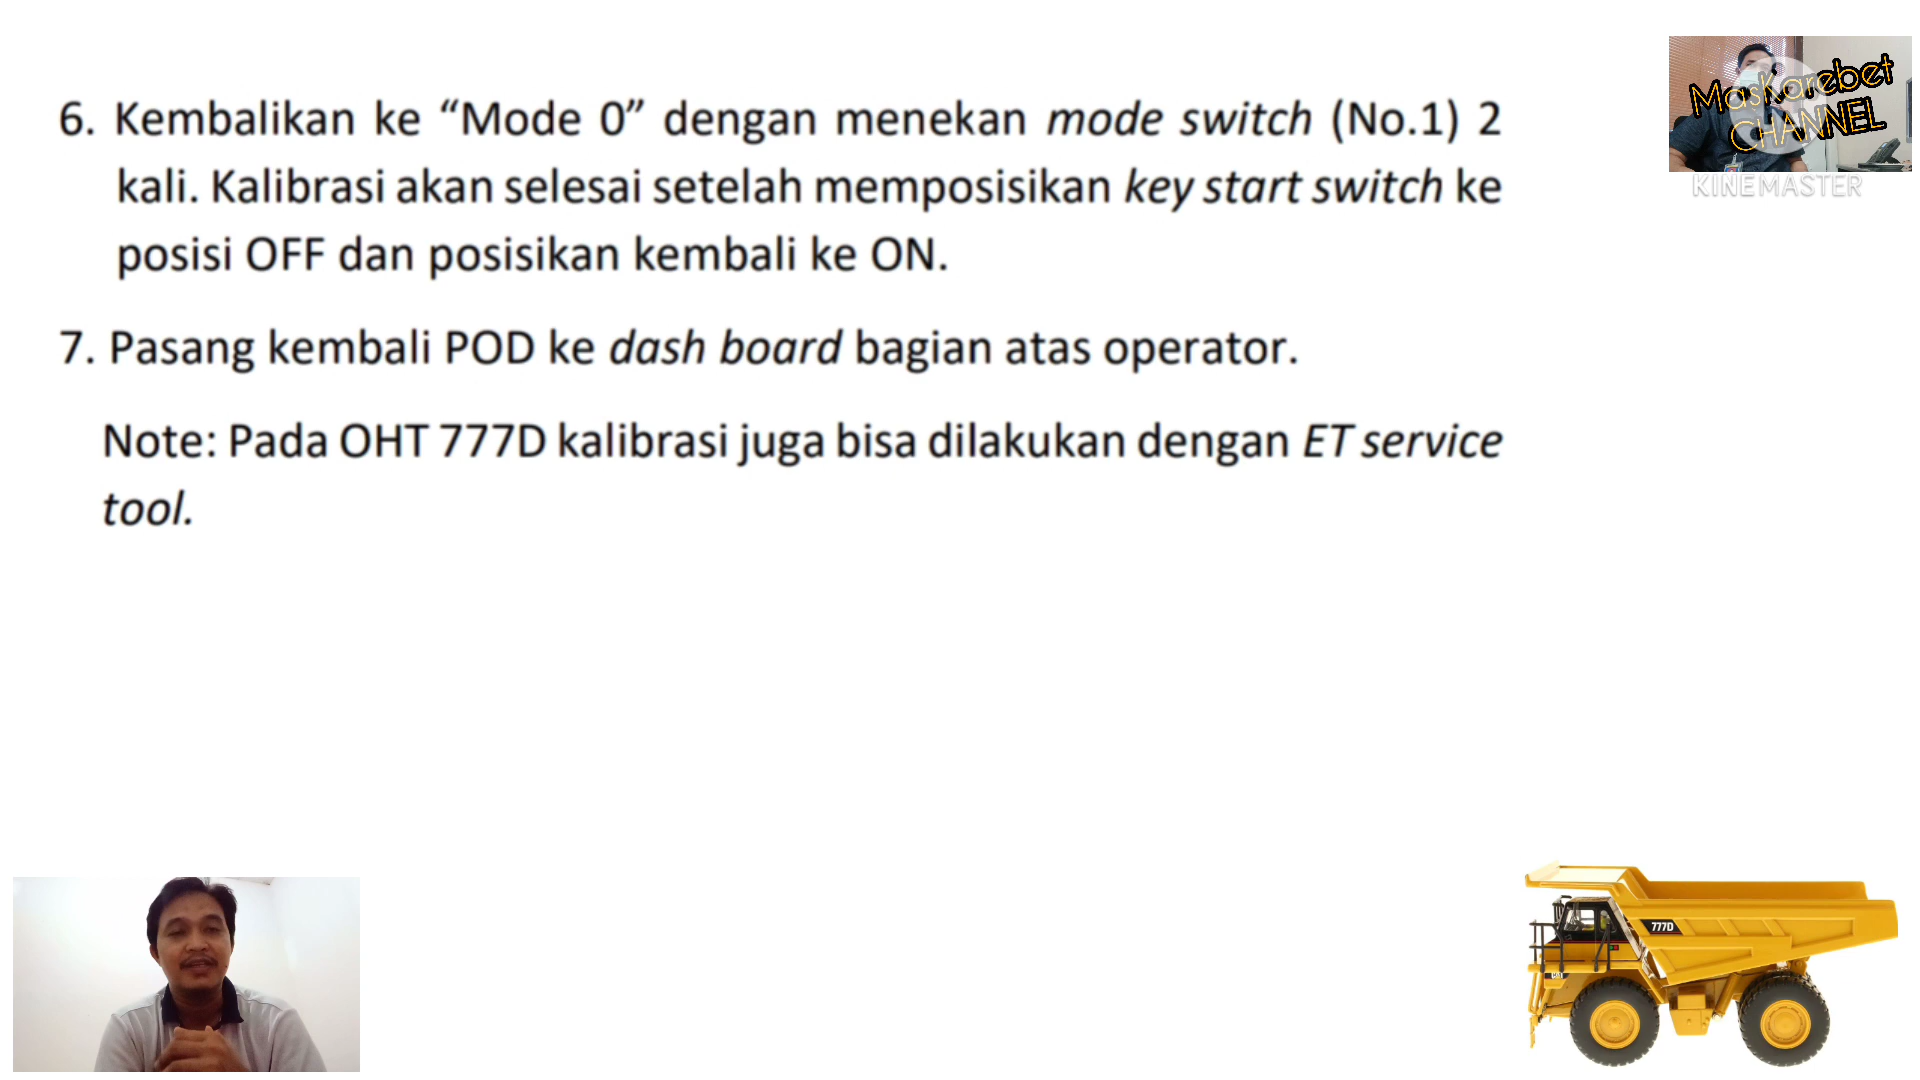 6. Kembalikan ke “Mode 0” dengan menekan mode switch (No.1) 2
kali. Kalibrasi akan selesai setelah memposisikan key start switch ke
posisi OFF dan posisikan kembali ke ON.
7. Pasang kembali POD ke dash board bagian atas operator.
Note: Pada OHT 777D kalibrasi juga bisa dilakukan dengan ET service
tool.
MasKarebet
CHANNEL
KINEMASTER
777D
CAT